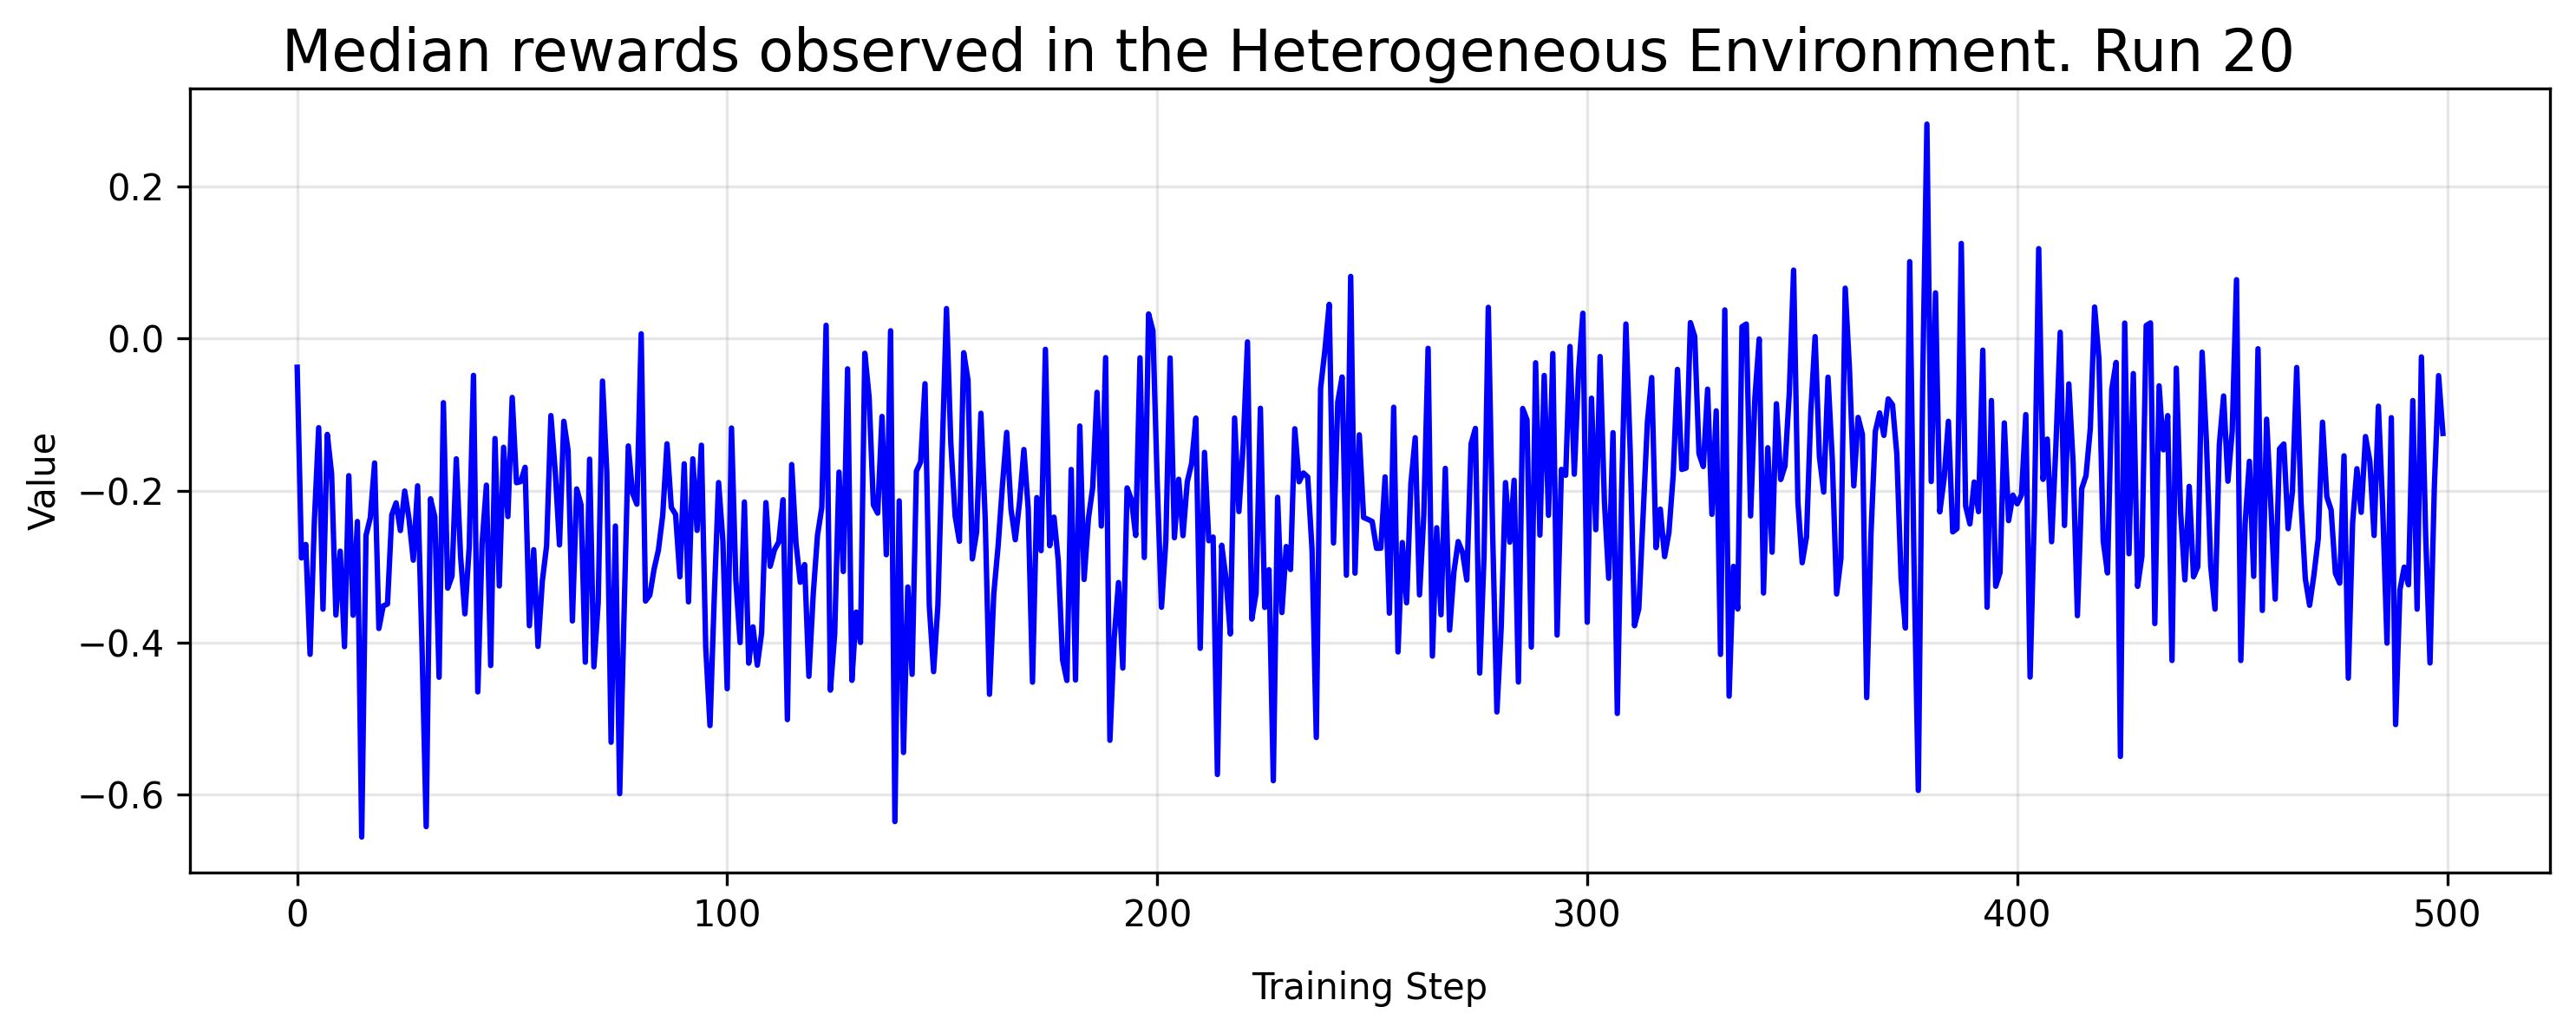 Median rewards observed in the Heterogeneous Environment. Run 20
0.2
0.0
−0.2
−0.4
−0.6
Value
0 100 200 300 400 500
Training Step